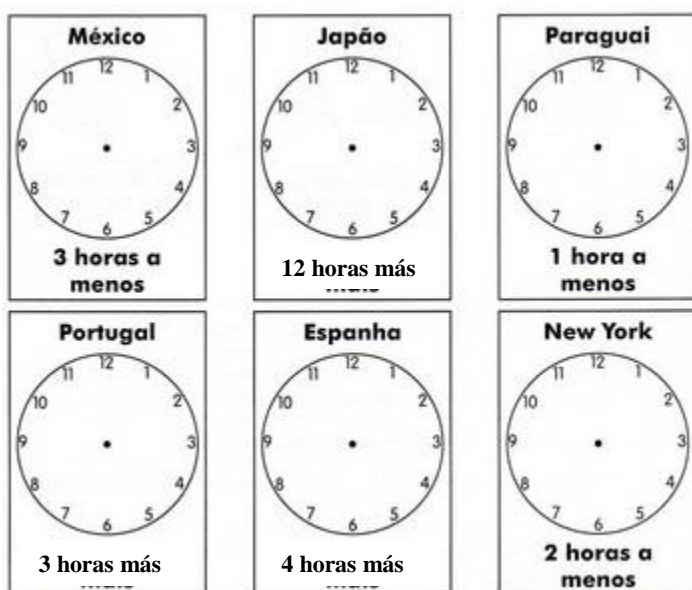 México
12
11 1
10 2
9 3
8 4
7 5
6
3 horas a
menos
Japão
12
11 1
10 2
9 3
8 4
7 5
6
12 horas más
Paraguai
12
11 1
10 2
9 3
8 4
7 5
6
1 hora a
menos
Portugal
12
11 1
10 2
9 3
8 4
7 5
6
3 horas más
Espanha
12
11 1
10 2
9 3
8 4
7 5
6
4 horas más
New York
12
11 1
10 2
9 3
8 4
7 5
6
2 horas a
menos